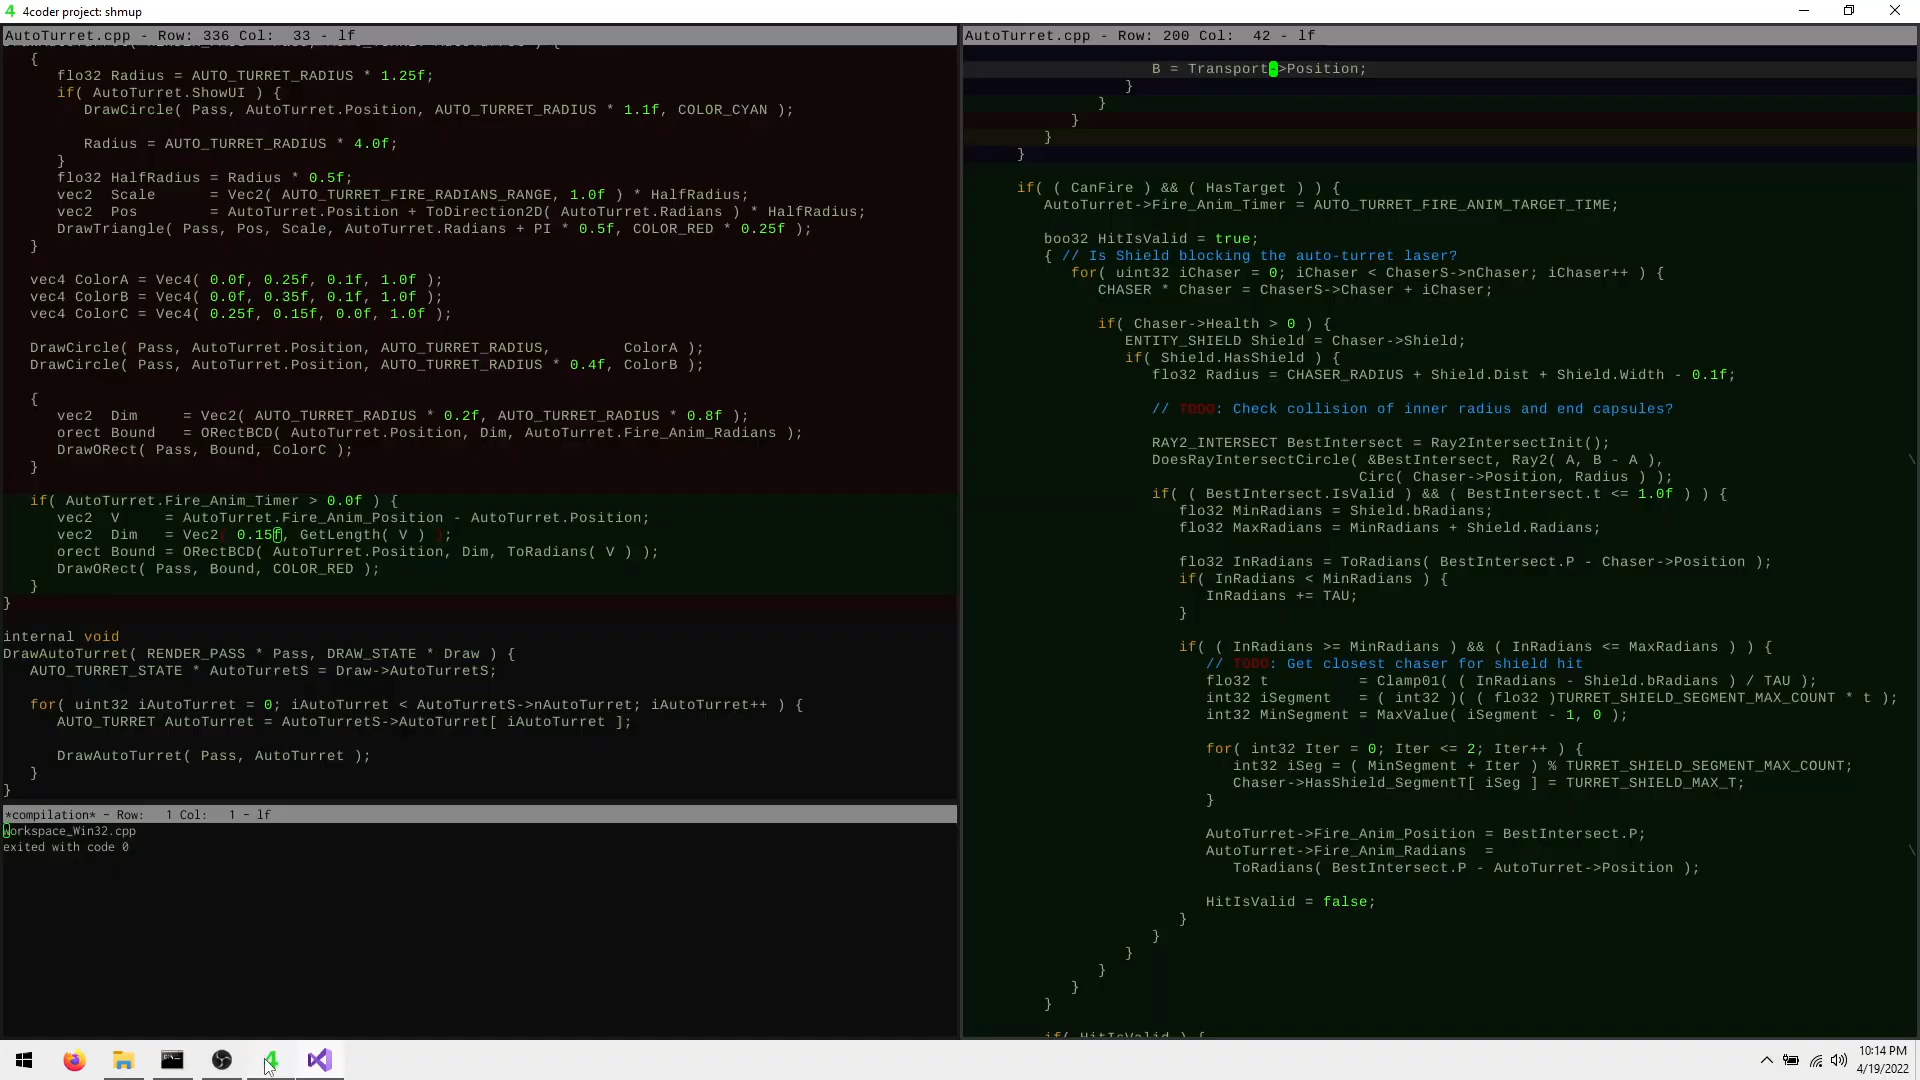 4coder project: shmup
AutoTurret.cpp - Row: 336 Col:  33 - lf
{
flo32 Radius = AUTO_TURRET_RADIUS * 1.25f;
if( AutoTurret.ShowUI ) {
DrawCircle( Pass, AutoTurret.Position, AUTO_TURRET_RADIUS * 1.1f, COLOR_CYAN );
Radius = AUTO_TURRET_RADIUS * 4.0f;
}
flo32 HalfRadius = Radius * 0.5f;
vec2  Scale      = Vec2( AUTO_TURRET_FIRE_RADIANS_RANGE, 1.0f ) * HalfRadius;
vec2  Pos        = AutoTurret.Position + ToDirection2D( AutoTurret.Radians ) * HalfRadius;
DrawTriangle( Pass, Pos, Scale, AutoTurret.Radians + PI * 0.5f, COLOR_RED * 0.25f );
}
vec4 ColorA = Vec4( 0.0f, 0.25f, 0.1f, 1.0f );
vec4 ColorB = Vec4( 0.0f, 0.35f, 0.1f, 1.0f );
vec4 ColorC = Vec4( 0.25f, 0.15f, 0.0f, 1.0f );
DrawCircle( Pass, AutoTurret.Position, AUTO_TURRET_RADIUS,        ColorA );
DrawCircle( Pass, AutoTurret.Position, AUTO_TURRET_RADIUS * 0.4f, ColorB );
{
vec2  Dim     = Vec2( AUTO_TURRET_RADIUS * 0.2f, AUTO_TURRET_RADIUS * 0.8f );
orect Bound   = ORectBCD( AutoTurret.Position, Dim, AutoTurret.Fire_Anim_Radians );
DrawORect( Pass, Bound, ColorC );
}
if( AutoTurret.Fire_Anim_Timer > 0.0f ) {
vec2  V     = AutoTurret.Fire_Anim_Position - AutoTurret.Position;
vec2  Dim   = Vec2( 0.15f, GetLength( V ) );
orect Bound = ORectBCD( AutoTurret.Position, Dim, ToRadians( V ) );
DrawORect( Pass, Bound, COLOR_RED );
}
}
internal void
DrawAutoTurret( RENDER_PASS * Pass, DRAW_STATE * Draw ) {
AUTO_TURRET_STATE * AutoTurretS = Draw->AutoTurretS;
for( uint32 iAutoTurret = 0; iAutoTurret < AutoTurretS->nAutoTurret; iAutoTurret++ ) {
AUTO_TURRET AutoTurret = AutoTurretS->AutoTurret[ iAutoTurret ];
DrawAutoTurret( Pass, AutoTurret );
}
}
*compilation* - Row:   1 Col:   1 - lf
workspace_Win32.cpp
exited with code 0
AutoTurret.cpp - Row: 200 Col:  42 - lf
B = Transport->Position;
}
}
}
}
}
if( ( CanFire ) && ( HasTarget ) ) {
AutoTurret->Fire_Anim_Timer = AUTO_TURRET_FIRE_ANIM_TARGET_TIME;
boo32 HitIsValid = true;
{ // Is Shield blocking the auto-turret laser?
for( uint32 iChaser = 0; iChaser < ChaserS->nChaser; iChaser++ ) {
CHASER * Chaser = ChaserS->Chaser + iChaser;
if( Chaser->Health > 0 ) {
ENTITY_SHIELD Shield = Chaser->Shield;
if( Shield.HasShield ) {
flo32 Radius = CHASER_RADIUS + Shield.Dist + Shield.Width - 0.1f;
// TODO: Check collision of inner radius and end capsules?
RAY2_INTERSECT BestIntersect = Ray2IntersectInit();
DoesRayIntersectCircle( &BestIntersect, Ray2( A, B - A ), \
Circ( Chaser->Position, Radius ) );
if( ( BestIntersect.IsValid ) && ( BestIntersect.t <= 1.0f ) ) {
flo32 MinRadians = Shield.bRadians;
flo32 MaxRadians = MinRadians + Shield.Radians;
flo32 InRadians = ToRadians( BestIntersect.P - Chaser->Position );
if( InRadians < MinRadians ) {
InRadians += TAU;
}
if( ( InRadians >= MinRadians ) && ( InRadians <= MaxRadians ) ) {
// TODO: Get closest chaser for shield hit
flo32 t          = Clamp01( ( InRadians - Shield.bRadians ) / TAU );
int32 iSegment   = ( int32 )( ( flo32 )TURRET_SHIELD_SEGMENT_MAX_COUNT * t );
int32 MinSegment = MaxValue( iSegment - 1, 0 );
for( int32 Iter = 0; Iter <= 2; Iter++ ) {
int32 iSeg = ( MinSegment + Iter ) % TURRET_SHIELD_SEGMENT_MAX_COUNT;
Chaser->HasShield_SegmentT[ iSeg ] = TURRET_SHIELD_MAX_T;
}
AutoTurret->Fire_Anim_Position = BestIntersect.P;
AutoTurret->Fire_Anim_Radians  = \
ToRadians( BestIntersect.P - AutoTurret->Position );
HitIsValid = false;
}
}
}
}
}
}
if( HitIsValid ) {
10:14 PM
4/19/2022